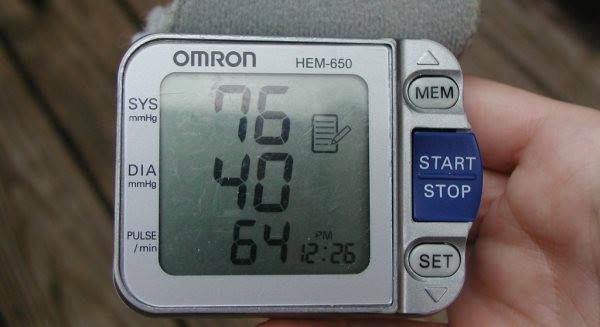 OMRON HEM-650
MEM
SYS
mmHg
76
DIA
mmHg
40
START
STOP
PULSE
/min
64
PM
12:26
SET